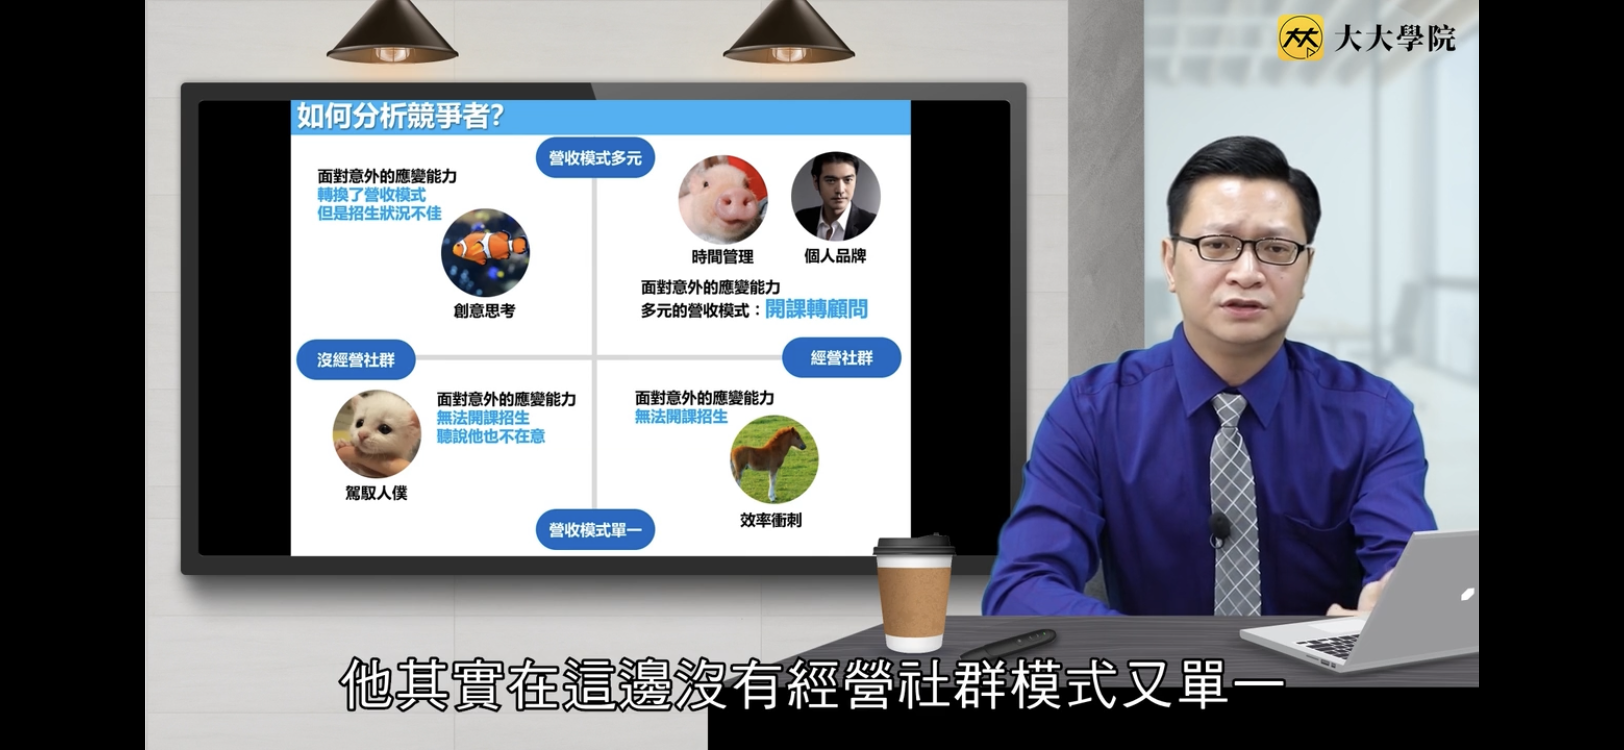 大大學院
如何分析競爭者?
營收模式多元
面對意外的應變能力
轉換了營收模式
但是招生狀況不佳
創意思考
時間管理
個人品牌
面對意外的應變能力
多元的營收模式：開課轉顧問
沒經營社群
經營社群
面對意外的應變能力
無法開課招生
聽說他也不在意
駕馭人僕
面對意外的應變能力
無法開課招生
效率衝刺
營收模式單一
他其實在這邊沒有經營社群模式又單一